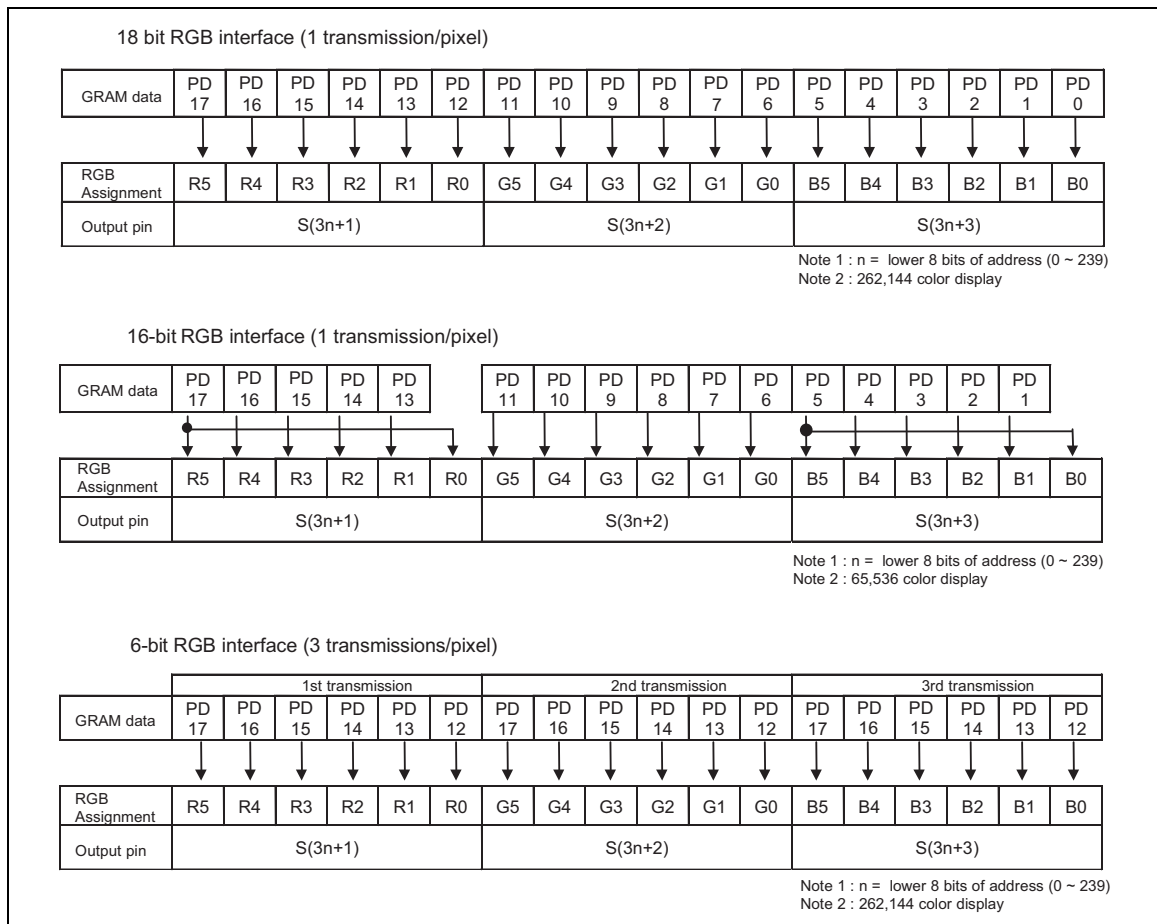 18 bit RGB interface (1 transmission/pixel)
GRAM data PD 17 PD 16 PD 15 PD 14 PD 13 PD 12 PD 11 PD 10 PD 9 PD 8 PD 7 PD 6 PD 5 PD 4 PD 3 PD 2 PD 1 PD 0
RGB Assignment R5 R4 R3 R2 R1 R0 G5 G4 G3 G2 G1 G0 B5 B4 B3 B2 B1 B0
Output pin S(3n+1) S(3n+2) S(3n+3)
Note 1 : n = lower 8 bits of address (0 ~ 239)
Note 2 : 262,144 color display
16-bit RGB interface (1 transmission/pixel)
GRAM data PD 17 PD 16 PD 15 PD 14 PD 13 PD 11 PD 10 PD 9 PD 8 PD 7 PD 6 PD 5 PD 4 PD 3 PD 2 PD 1
RGB Assignment R5 R4 R3 R2 R1 R0 G5 G4 G3 G2 G1 G0 B5 B4 B3 B2 B1 B0
Output pin S(3n+1) S(3n+2) S(3n+3)
Note 1 : n = lower 8 bits of address (0 ~ 239)
Note 2 : 65,536 color display
6-bit RGB interface (3 transmissions/pixel)
1st transmission 2nd transmission 3rd transmission
GRAM data PD 17 PD 16 PD 15 PD 14 PD 13 PD 12 PD 17 PD 16 PD 15 PD 14 PD 13 PD 12 PD 17 PD 16 PD 15 PD 14 PD 13 PD 12
RGB Assignment R5 R4 R3 R2 R1 R0 G5 G4 G3 G2 G1 G0 B5 B4 B3 B2 B1 B0
Output pin S(3n+1) S(3n+2) S(3n+3)
Note 1 : n = lower 8 bits of address (0 ~ 239)
Note 2 : 262,144 color display